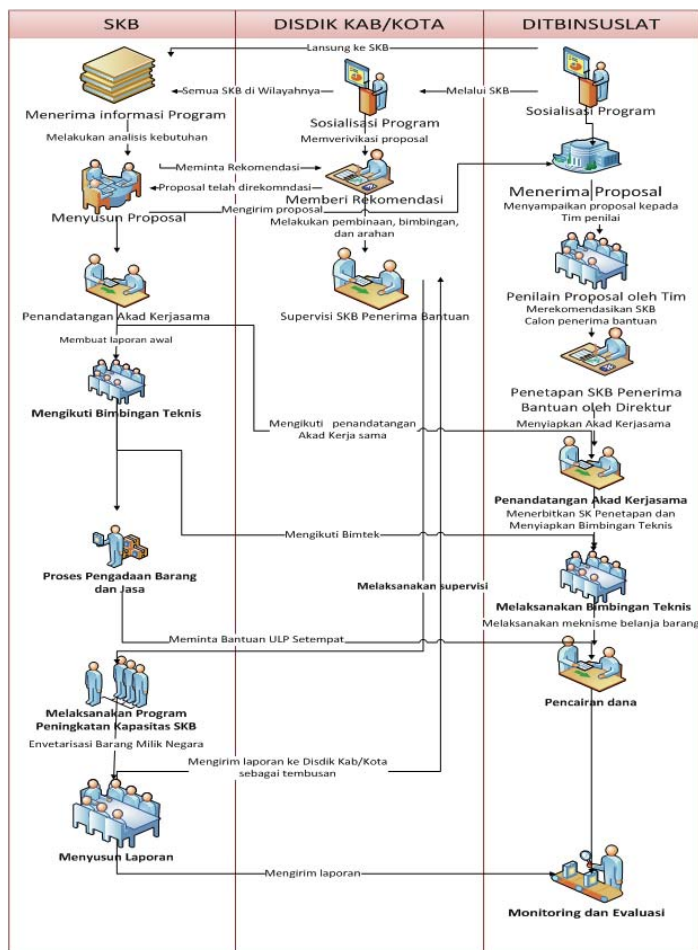 SKB
DISDIK KAB/KOTA
DITBINSUSLAT
Lansung ke SKB
Semua SKB di Wilayahnya
Melalui SKB
Menerima informasi Program
Sosialisasi Program
Sosialisasi Program
Melakukan analisis kebutuhan
Memverivikasi proposal
Meminta Rekomendasi
Proposal telah direkomndasi
Memberi Rekomendasi
Menerima Proposal
Menyusun Proposal
Mengirim proposal
Menyampaikan proposal kepada
Tim penilai
Melakukan pembinaan, bimbingan,
dan arahan
Penandatangan Akad Kerjasama
Supervisi SKB Penerima Bantuan
Penilain Proposal oleh Tim
Merekomendasikan SKB
Calon penerima bantuan
Membuat laporan awal
Mengikuti Bimbingan Teknis
Penetapan SKB Penerima
Bantuan oleh Direktur
Menyiapkan Akad Kerjasama
Mengikuti penandatangan
Akad Kerja sama
Penandatangan Akad Kerjasama
Menerbitkan SK Penetapan dan
Menyiapkan Bimbingan Teknis
Mengikuti Bimtek
Proses Pengadaan Barang
dan Jasa
Melaksanakan supervisi
Melaksanakan Bimbingan Teknis
Melaksanakan meknisme belanja barang
Meminta Bantuan ULP Setempat
Pencairan dana
Melaksanakan Program
Peningkatan Kapasitas SKB
Envetarisasi Barang Milik Negara
Mengirim laporan ke Disdik Kab/Kota
sebagai tembusan
Menyusun Laporan
Mengirim laporan
Monitoring dan Evaluasi